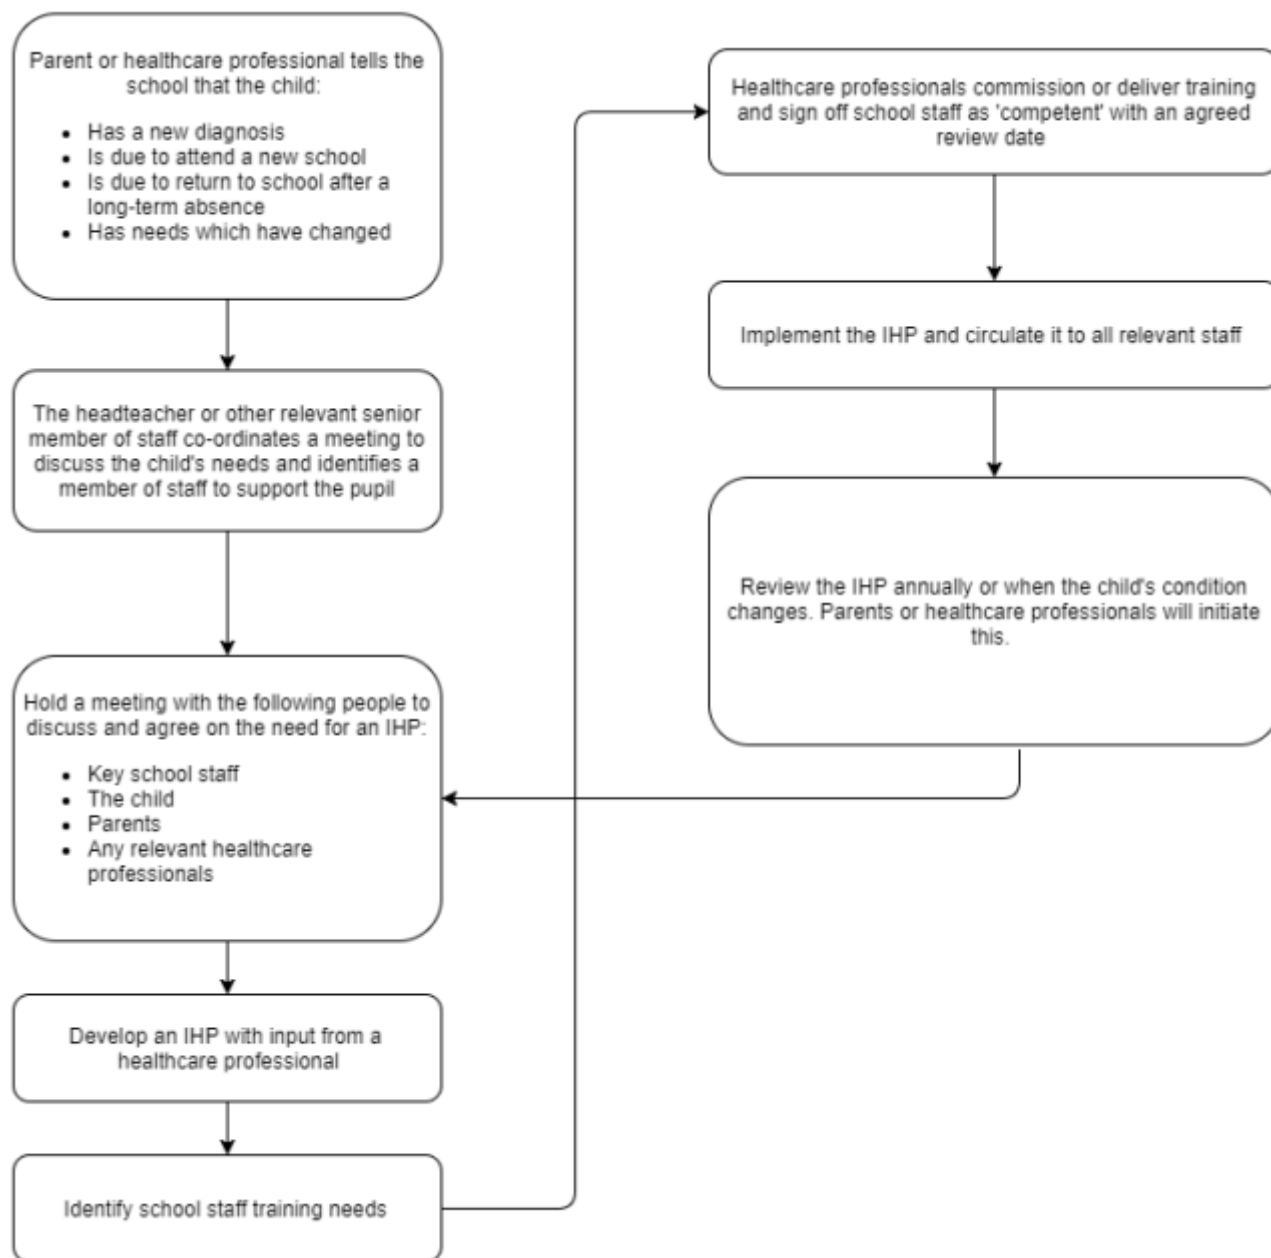 Parent or healthcare professional tells the
school that the child:
• Has a new diagnosis
• Is due to attend a new school
• Is due to return to school after a
long-term absence
• Has needs which have changed
The headteacher or other relevant senior
member of staff co-ordinates a meeting to
discuss the child's needs and identifies a
member of staff to support the pupil
Hold a meeting with the following people to
discuss and agree on the need for an IHP:
• Key school staff
• The child
• Parents
• Any relevant healthcare
professionals
Develop an IHP with input from a
healthcare professional
Identify school staff training needs
Healthcare professionals commission or deliver training
and sign off school staff as 'competent' with an agreed
review date
Implement the IHP and circulate it to all relevant staff
Review the IHP annually or when the child's condition
changes. Parents or healthcare professionals will initiate
this.